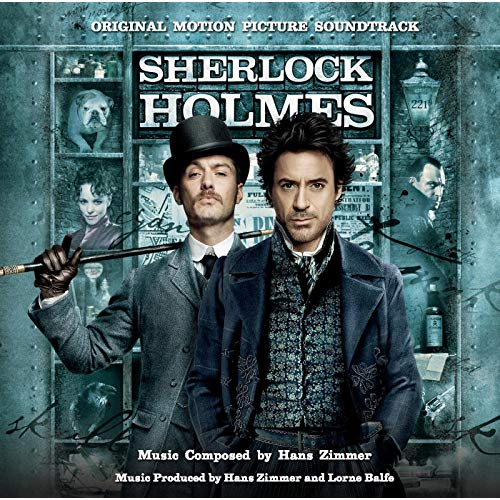 ORIGINAL MOTION PICTURE SOUNDTRACK
SHERLOCK
HOLMES
221
Music Composed by Hans Zimmer
Music Produced by Hans Zimmer and Lorne Balfe